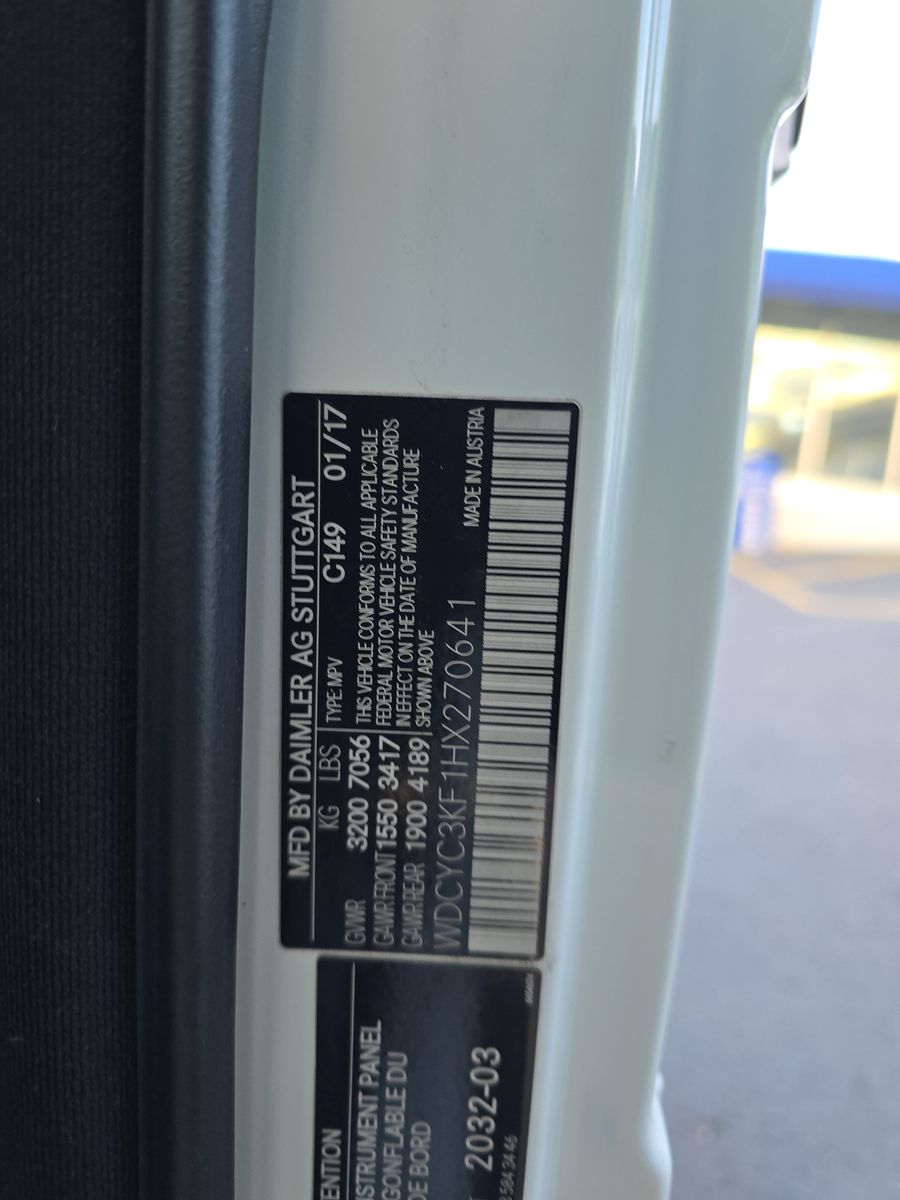 MFD BY DAIMLER AG STUTTGART
KG LBS
GVWR 3200 7056
GAWR FRONT 1550 3417
GAWR REAR 1900 4189
TYPE: MPV C149 01/17
THIS VEHICLE CONFORMS TO ALL APPLICABLE
FEDERAL MOTOR VEHICLE SAFETY STANDARDS
IN EFFECT ON THE DATE OF MANUFACTURE
SHOWN ABOVE
WDCYC3KF1HX270641
MADE IN AUSTRIA
INSTRUMENT PANEL
GONFLABLE DU
DE BORD
2032-03